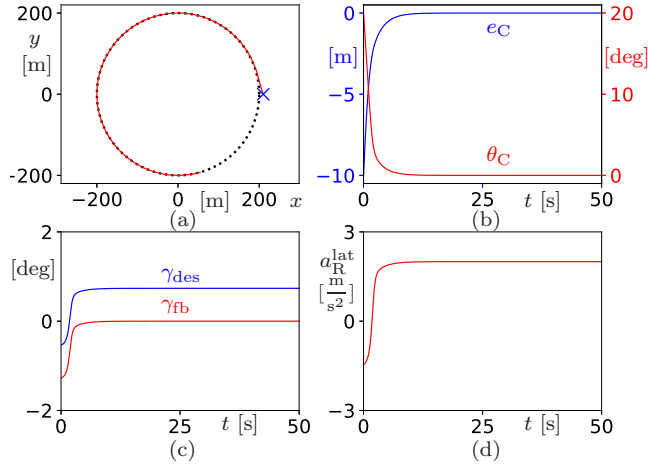 200
y
[m]
0
−200
−200
0
[m]
200
x
(a)
0
[m]
−5
−10
e_C
θ_C
20
[deg]
10
0
0
25
t [s]
50
(b)
2
[deg]
0
−2
γ_des
γ_fb
0
25
t [s]
50
(c)
3
a_R^lat
[m/s²]
0
−3
0
25
t [s]
50
(d)